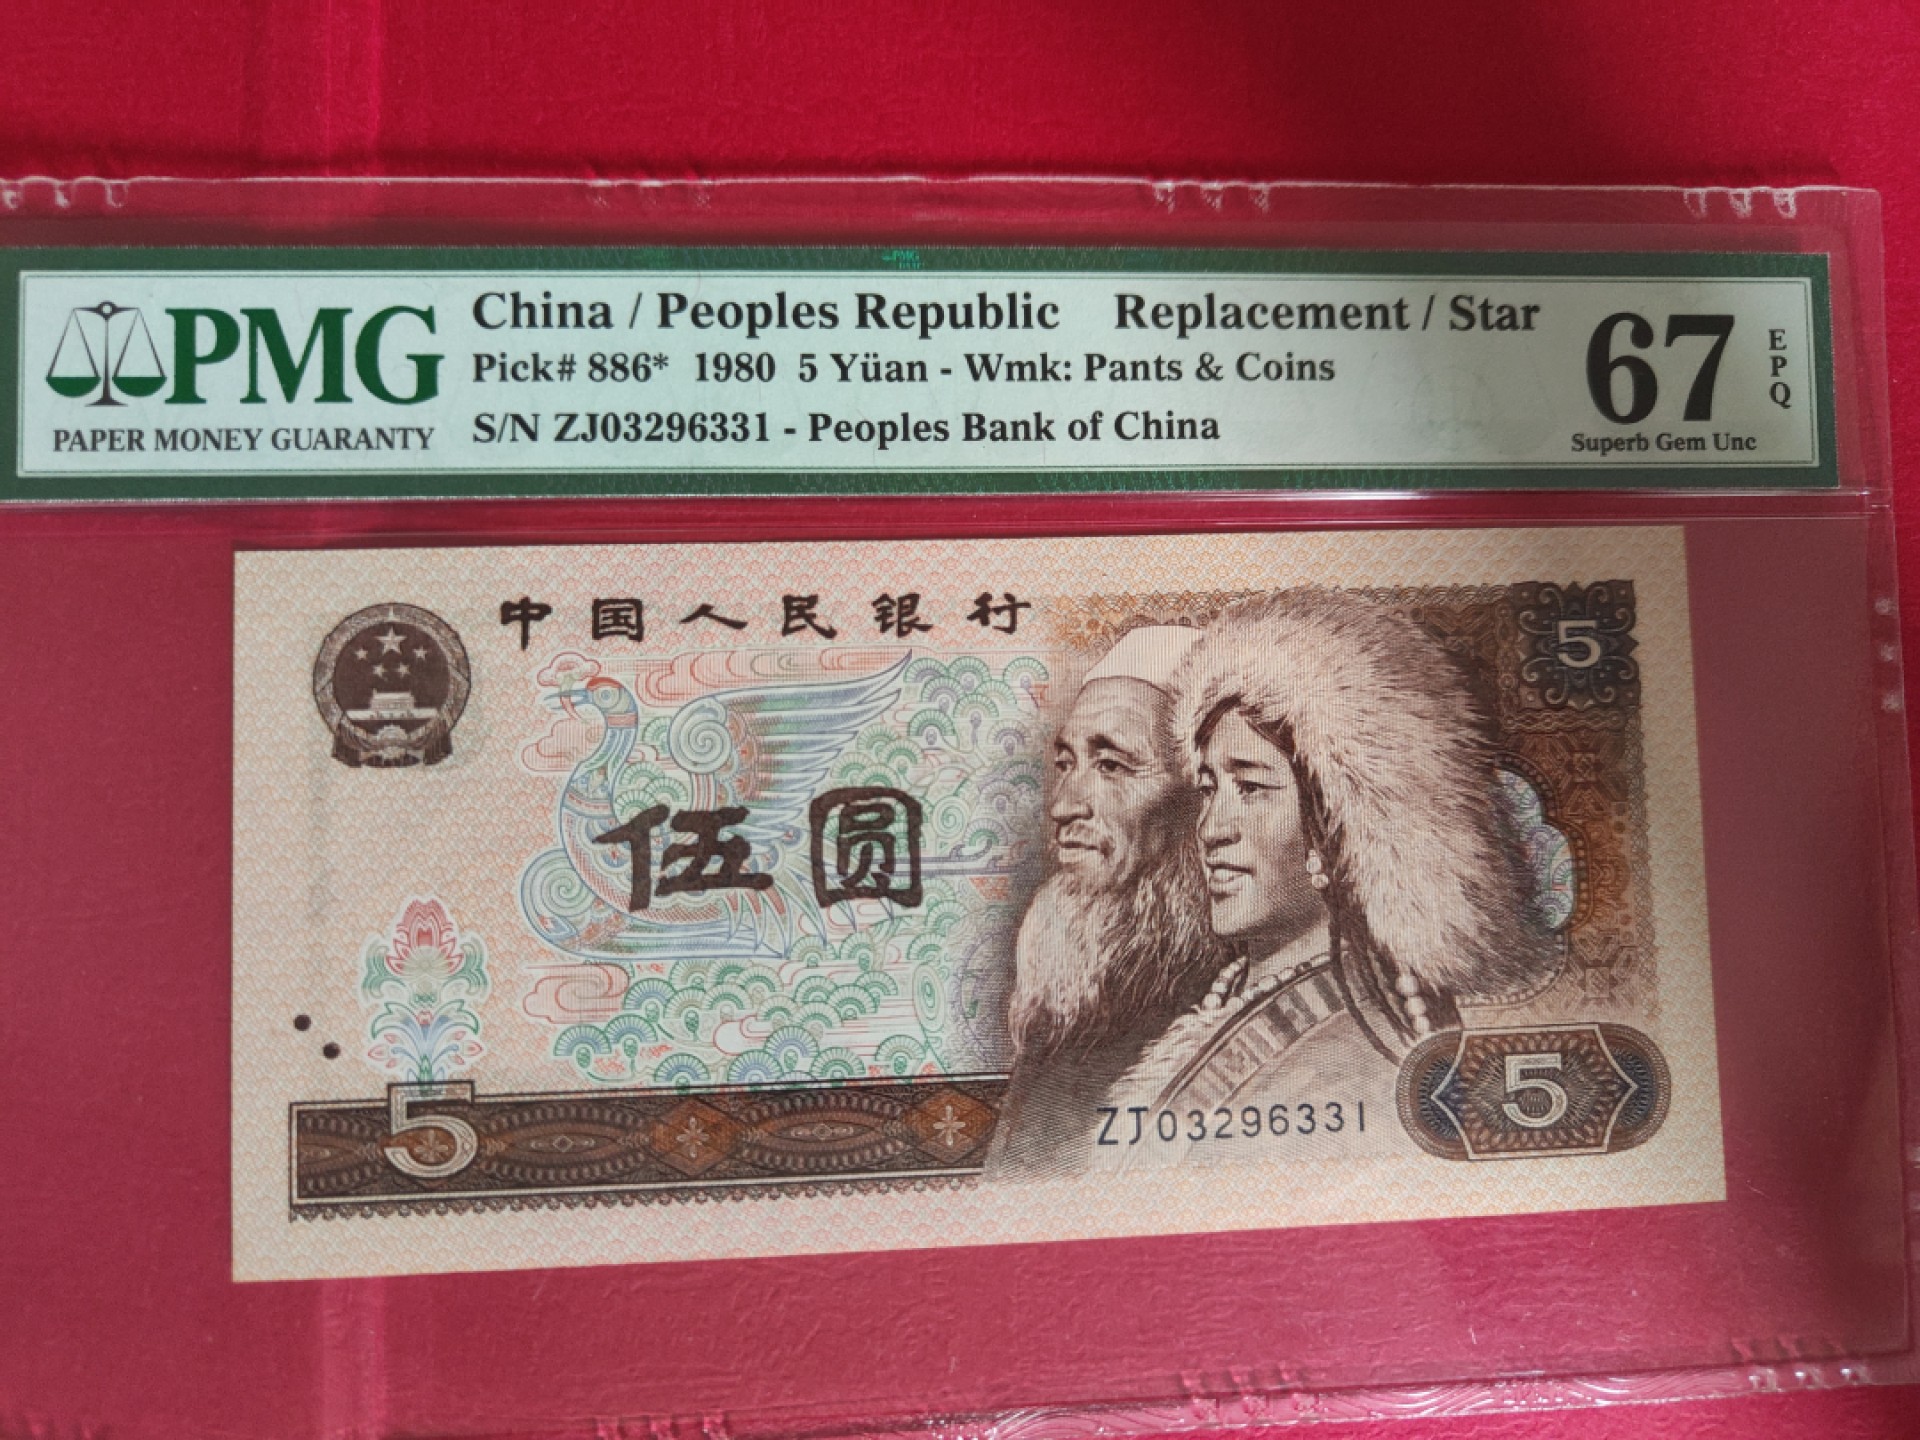 PMG
PAPER MONEY GUARANTY
China / Peoples Republic Replacement / Star
Pick# 886* 1980 5 Yüan - Wmk: Pants & Coins
S/N ZJ03296331 - Peoples Bank of China
67
EPQ
Superb Gem Unc
中国人民银行
5
伍圆
5
5
ZJ03296331